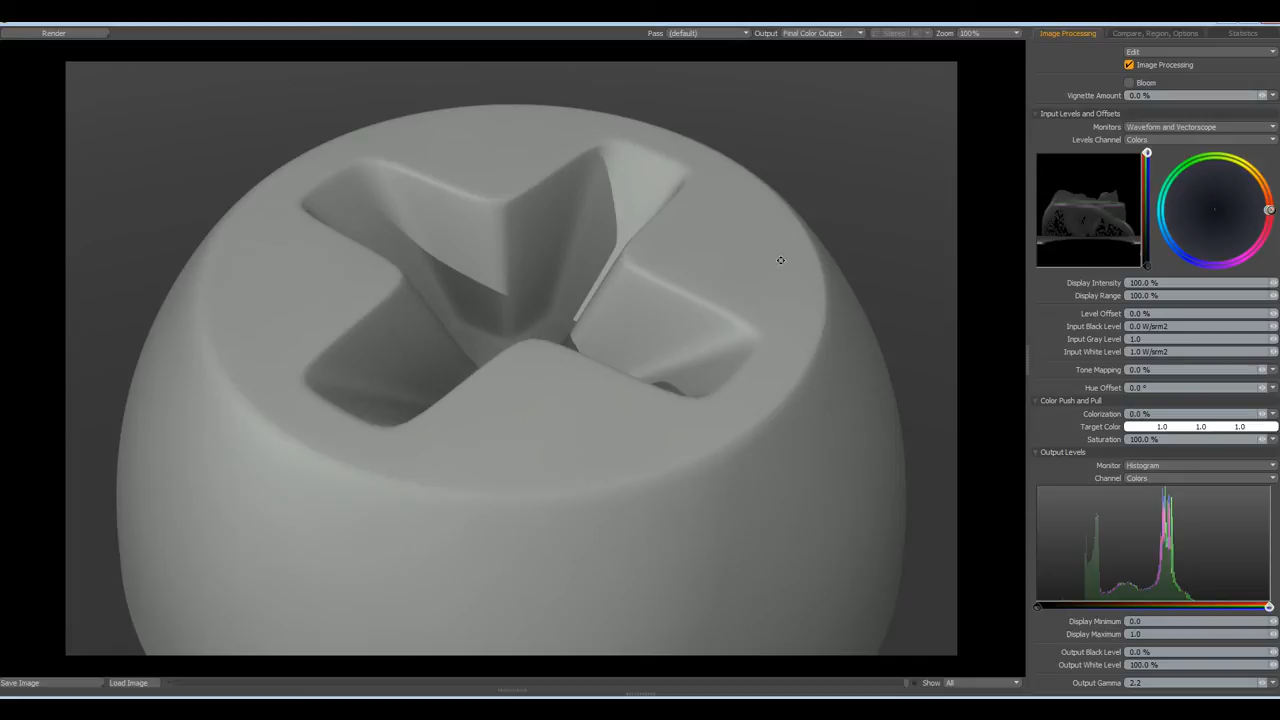 Render
Pass (default) Output Final Color Output Stereo Zoom 100%
Image Processing Compare, Region, Options Statistics
Edit
Image Processing
Bloom
Vignette Amount 0.0 %
Input Levels and Offsets
Monitors Waveform and Vectorscope
Levels Channel Colors
Display Intensity 100.0 %
Display Range 100.0 %
Level Offset 0.0 %
Input Black Level 0.0 W/srm2
Input Gray Level 1.0
Input White Level 1.0 W/srm2
Tone Mapping 0.0 %
Hue Offset 0.0 °
Color Push and Pull
Colorization 0.0 %
Target Color 1.0 1.0 1.0
Saturation 100.0 %
Output Levels
Monitor Histogram
Channel Colors
Display Minimum 0.0
Display Maximum 1.0
Output Black Level 0.0 %
Output White Level 100.0 %
Output Gamma 2.2
Save Image Load Image Show All